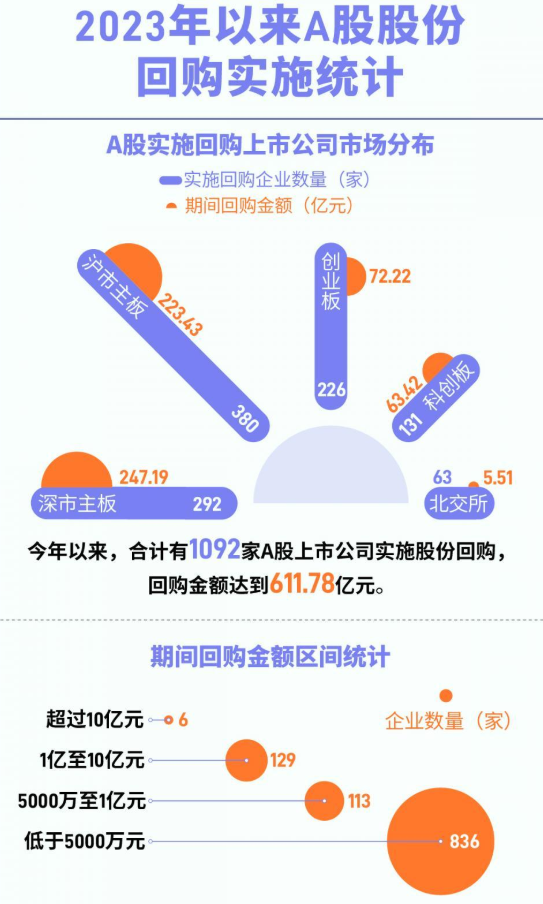 2023年以来A股股份
回购实施统计
A股实施回购上市公司市场分布
实施回购企业数量（家）
期间回购金额（亿元）
沪市主板
223.43
380
创业板
72.22
226
科创板
63.42
131
深市主板
247.19
292
北交所
63
5.51
今年以来，合计有1092家A股上市公司实施股份回购，
回购金额达到611.78亿元。
期间回购金额区间统计
企业数量（家）
超过10亿元 6
1亿至10亿元 129
5000万至1亿元 113
低于5000万元 836